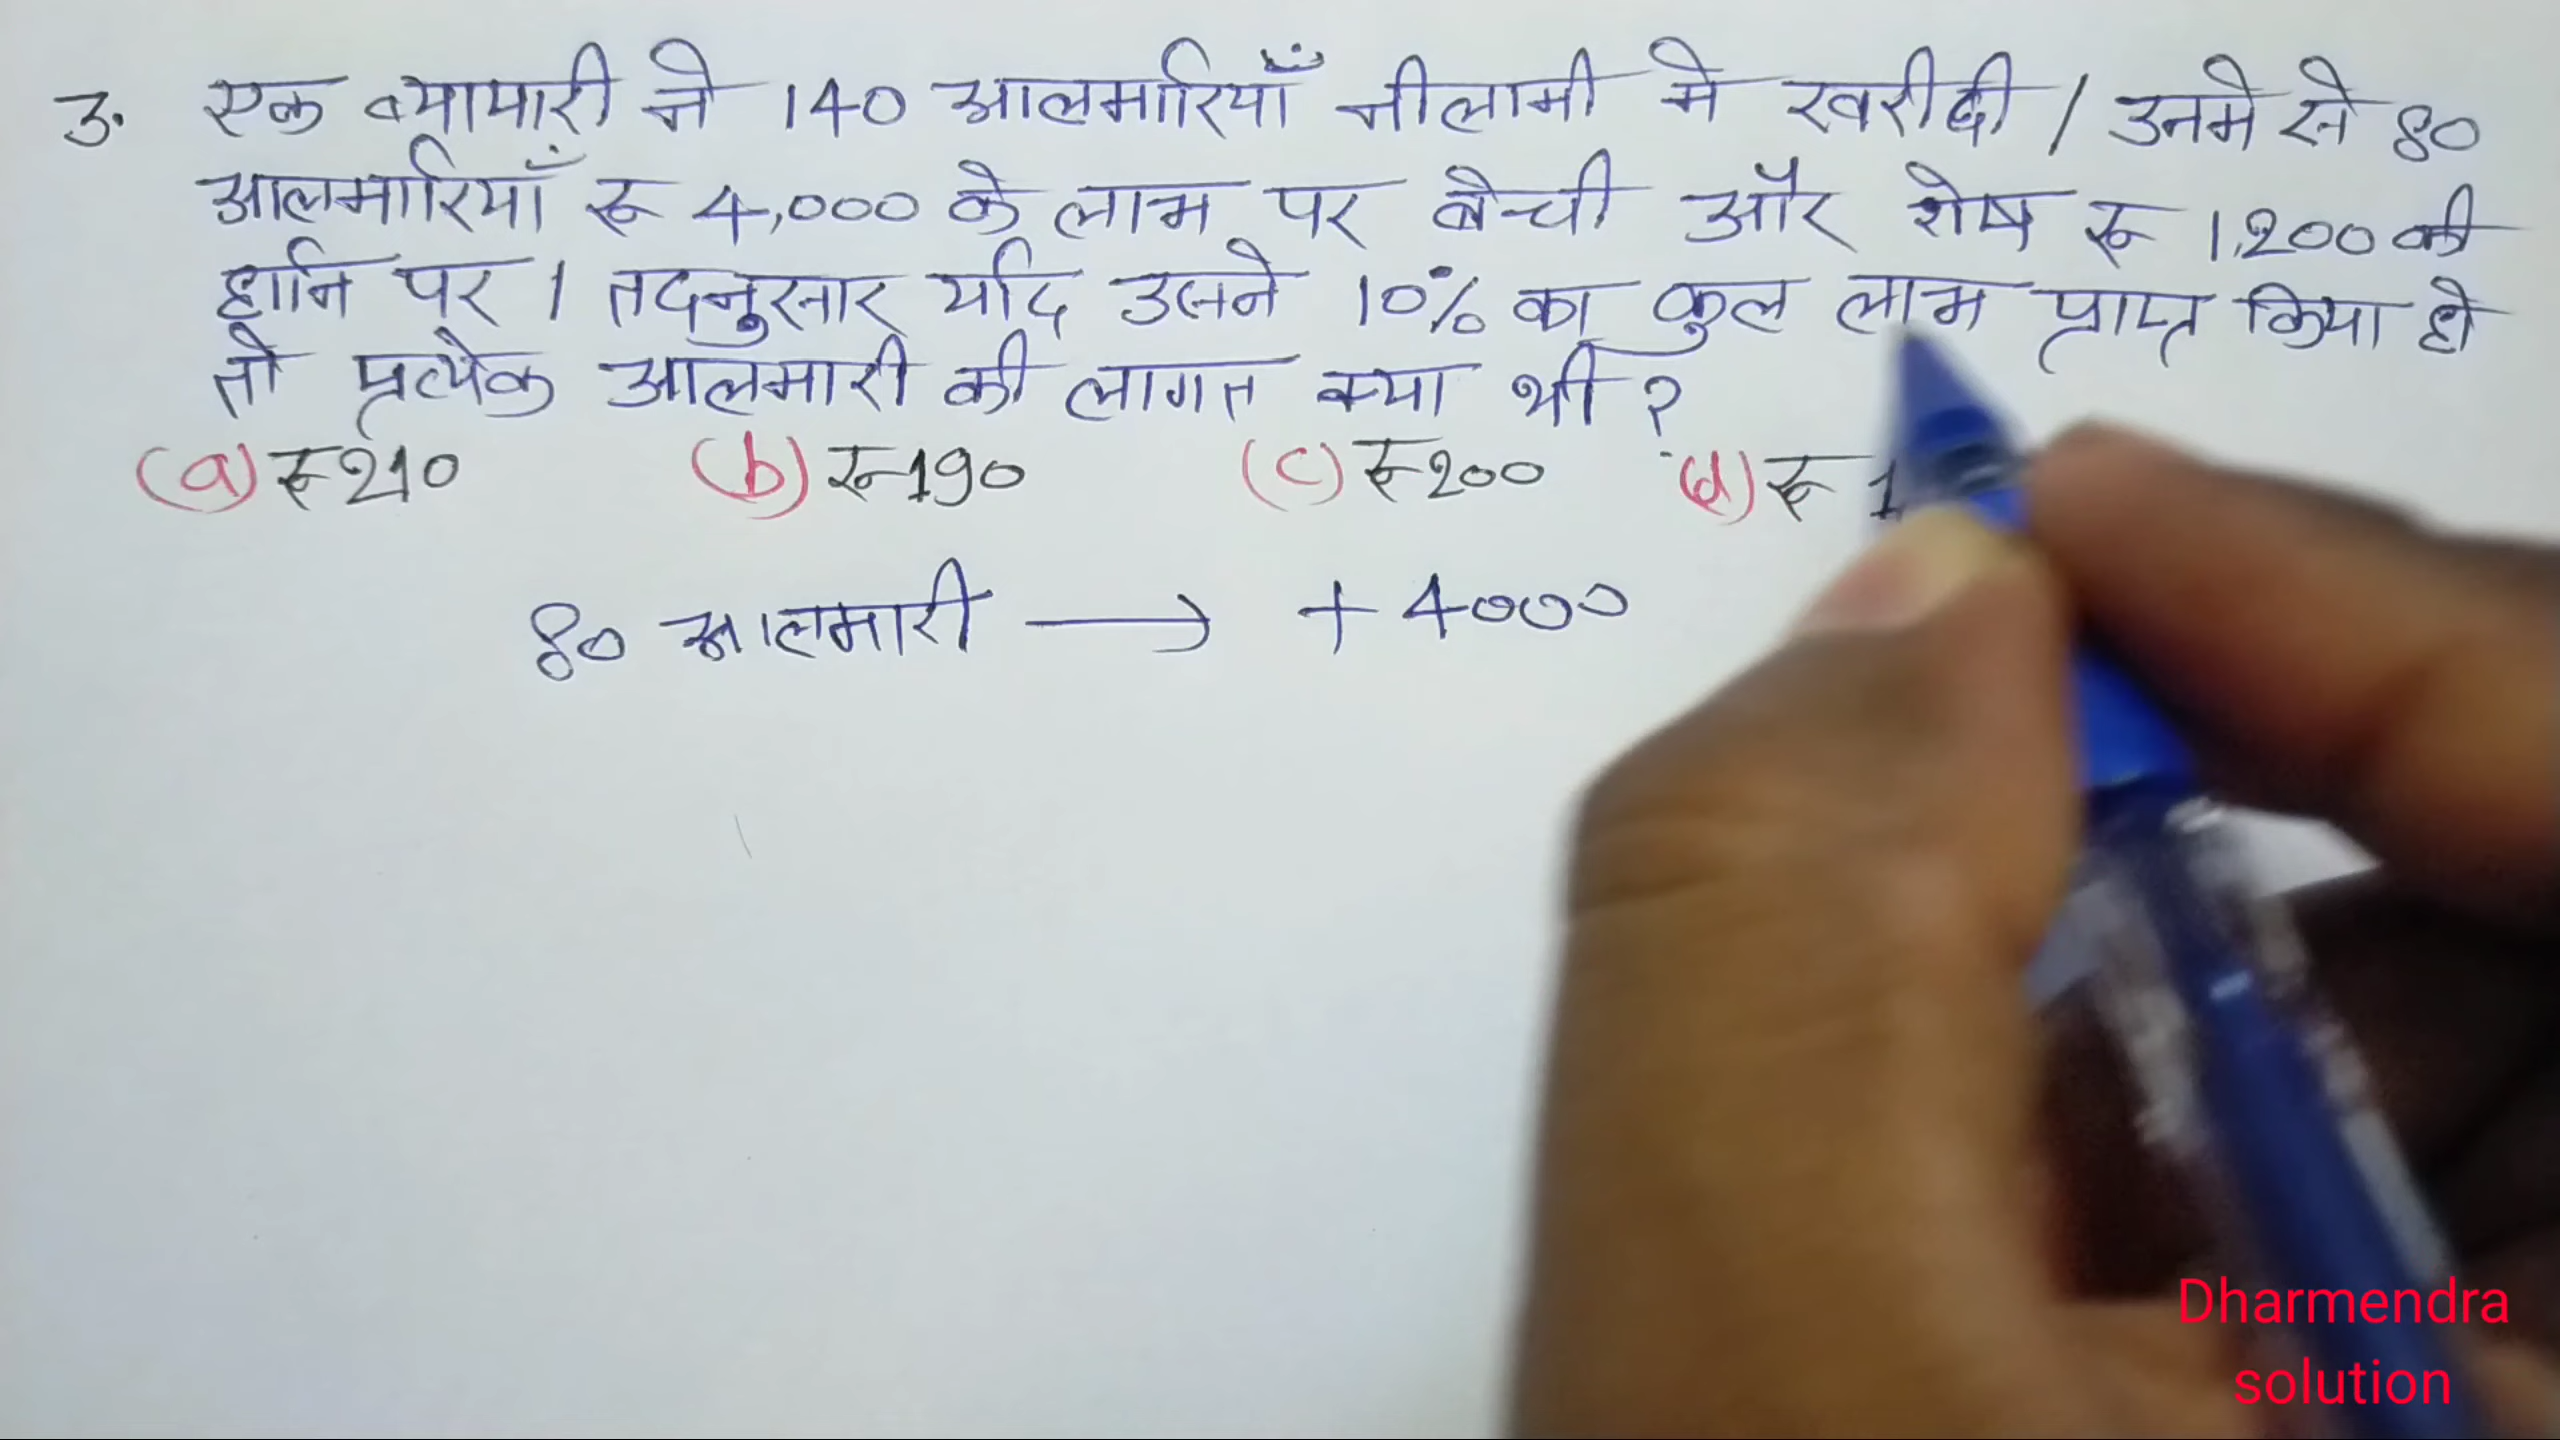 3. एक व्यापारी ने 140 आलमारियाँ नीलामी मे खरीदी । उनमे से 80
आलमारियाँ रू 4,000 के लाभ पर बेची और शेष रू 1,200 की
हानि पर । तदनुसार यदि उसने 10% का कुल लाभ प्राप्त किया हो
तो प्रत्येक आलमारी की लागत क्या थी ?
(a) रू 210 (b) रू 190 (c) रू 200 (d) रू
80 आलमारी → + 4000
Dharmendra
solution